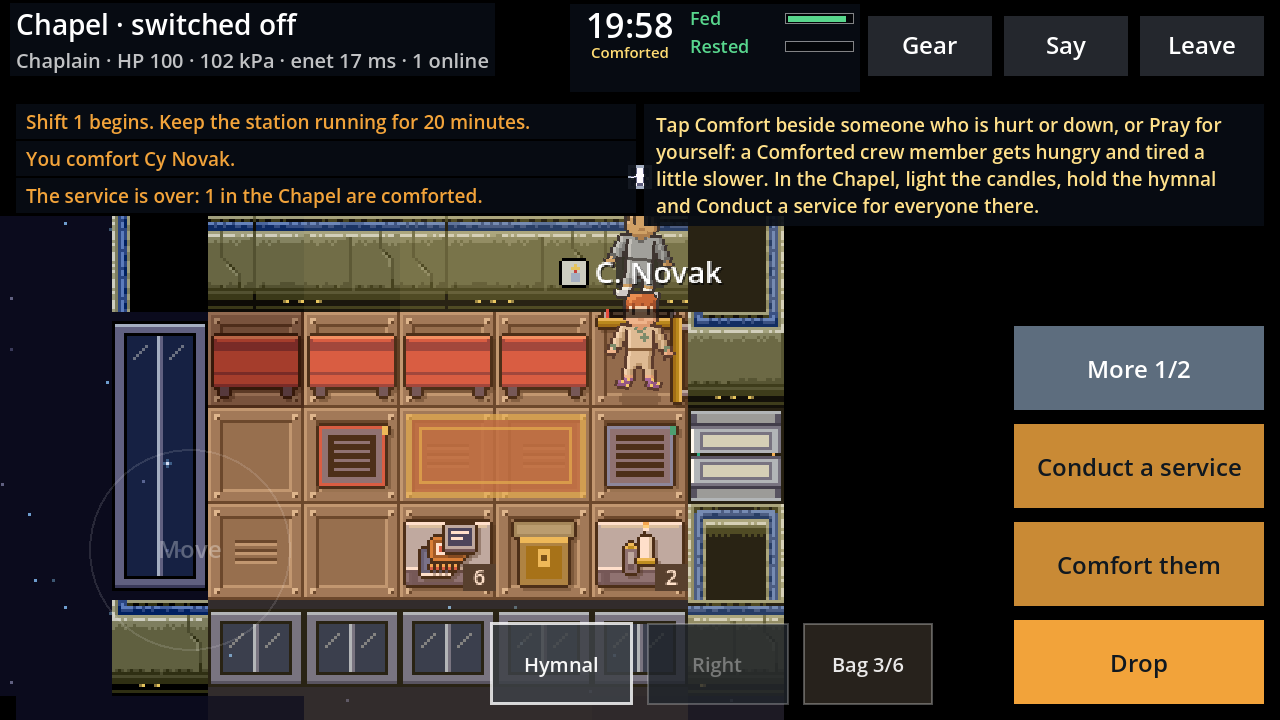 Chapel · switched off
Chaplain · HP 100 · 102 kPa · enet 17 ms · 1 online
19:58
Comforted
Fed
Rested
Gear
Say
Leave
Shift 1 begins. Keep the station running for 20 minutes.
You comfort Cy Novak.
The service is over: 1 in the Chapel are comforted.
Tap Comfort beside someone who is hurt or down, or Pray for
yourself: a Comforted crew member gets hungry and tired a
little slower. In the Chapel, light the candles, hold the hymnal
and Conduct a service for everyone there.
C. Novak
More 1/2
Conduct a service
Comfort them
Drop
Move
6
2
Hymnal
Right
Bag 3/6